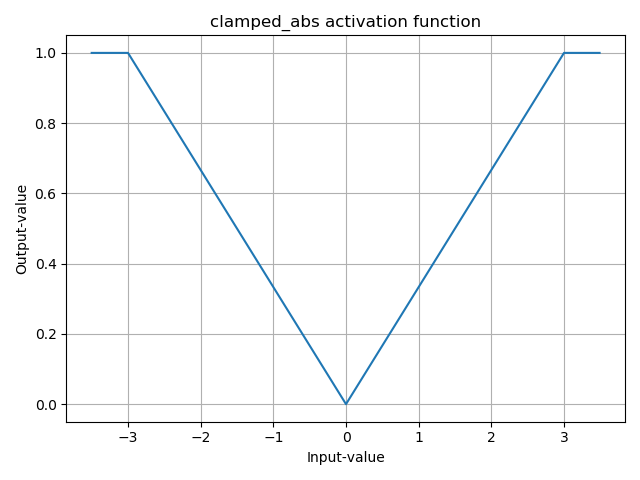 clamped_abs activation function
Output-value
1.0
0.8
0.6
0.4
0.2
0.0
−3 −2 −1 0 1 2 3
Input-value